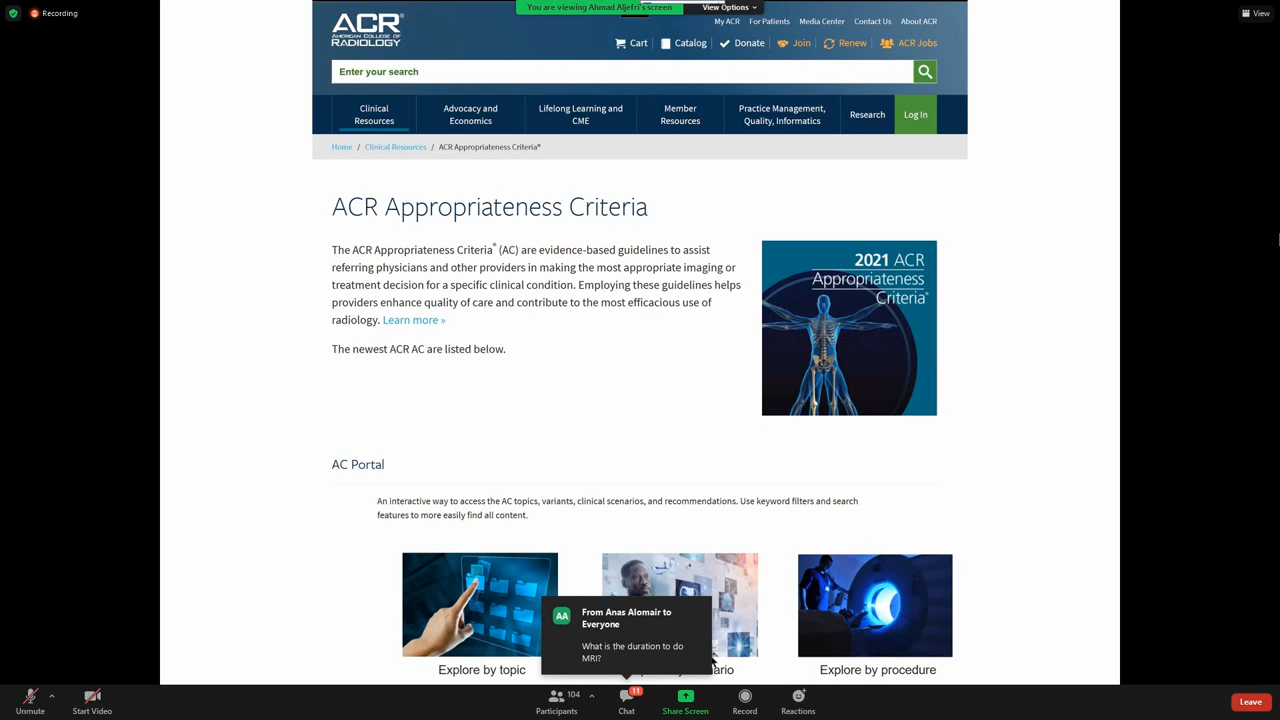 Recording
You are viewing Ahmad Aljefri's screen
View Options
View
ACR®
AMERICAN COLLEGE OF
RADIOLOGY
My ACR
For Patients
Media Center
Contact Us
About ACR
Cart
Catalog
Donate
Join
Renew
ACR Jobs
Enter your search
Clinical
Resources
Advocacy and
Economics
Lifelong Learning and
CME
Member
Resources
Practice Management,
Quality, Informatics
Research
Log In
Home / Clinical Resources / ACR Appropriateness Criteria®
ACR Appropriateness Criteria
The ACR Appropriateness Criteria® (AC) are evidence-based guidelines to assist
referring physicians and other providers in making the most appropriate imaging or
treatment decision for a specific clinical condition. Employing these guidelines helps
providers enhance quality of care and contribute to the most efficacious use of
radiology. Learn more »
The newest ACR AC are listed below.
2021 ACR
Appropriateness
Criteria®
AC Portal
An interactive way to access the AC topics, variants, clinical scenarios, and recommendations. Use keyword filters and search
features to more easily find all content.
AA
From Anas Alomair to
Everyone
What is the duration to do
MRI?
Explore by topic
Explore by procedure
Unmute
Start Video
104
Participants
11
Chat
Share Screen
Record
Reactions
Leave